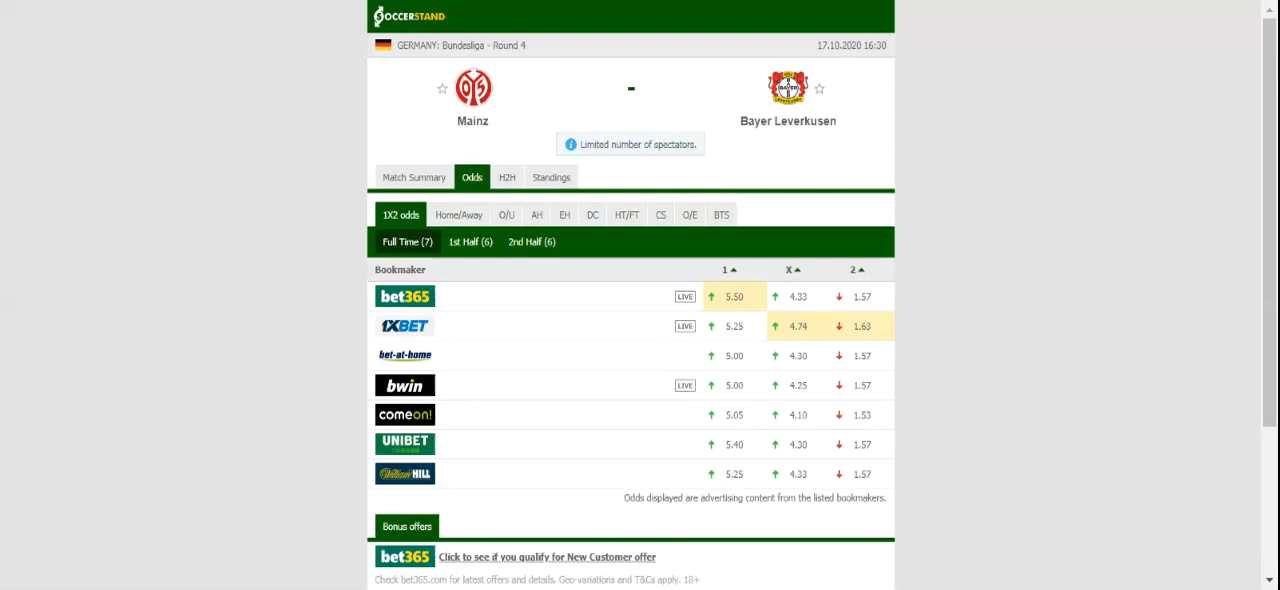 SOCCERSTAND
GERMANY: Bundesliga - Round 4 17.10.2020 16:30
-
Mainz Bayer Leverkusen
Limited number of spectators.
Match Summary Odds H2H Standings
1X2 odds Home/Away O/U AH EH DC HT/FT CS O/E BTS
Full Time (7) 1st Half (6) 2nd Half (6)
Bookmaker 1 X 2
bet365 LIVE 5.50 4.33 1.57
1XBET LIVE 5.25 4.74 1.63
bet-at-home 5.00 4.30 1.57
bwin LIVE 5.00 4.25 1.57
comeon! 5.05 4.10 1.53
UNIBET 5.40 4.30 1.57
William HILL 5.25 4.33 1.57
Odds displayed are advertising content from the listed bookmakers.
Bonus offers
bet365 Click to see if you qualify for New Customer offer
Check bet365.com for latest offers and details. Geo-variations and T&Cs apply. 18+